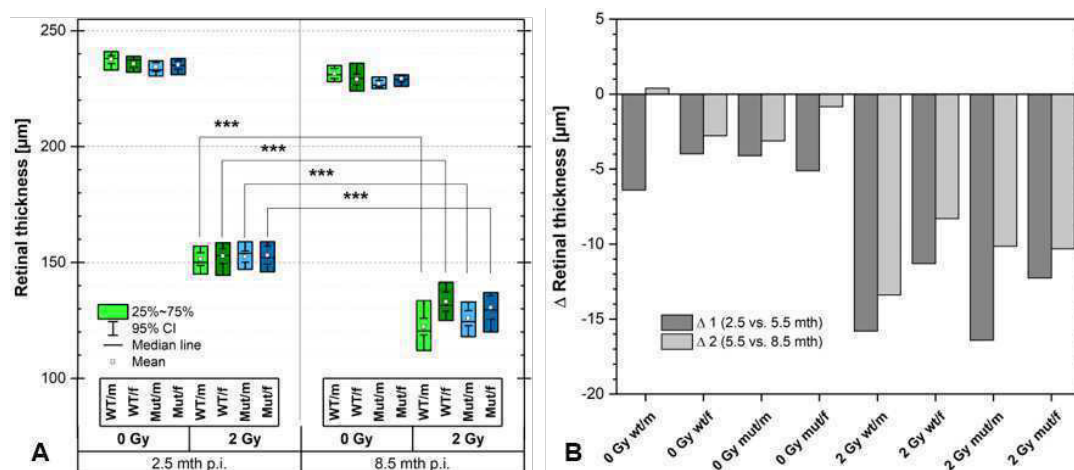 250
200
150
100
Retinal thickness [µm]
***
***
***
***
25%~75%
95% CI
Median line
Mean
WT/m
WT/f
Mut/m
Mut/f
WT/m
WT/f
Mut/m
Mut/f
WT/m
WT/f
Mut/m
Mut/f
WT/m
WT/f
Mut/m
Mut/f
0 Gy
2 Gy
0 Gy
2 Gy
2.5 mth p.i.
8.5 mth p.i.
A
5
0
-5
-10
-15
-20
Δ Retinal thickness [µm]
Δ 1 (2.5 vs. 5.5 mth)
Δ 2 (5.5 vs. 8.5 mth)
0 Gy wt/m
0 Gy wt/f
0 Gy mut/m
0 Gy mut/f
2 Gy wt/m
2 Gy wt/f
2 Gy mut/m
2 Gy mut/f
B